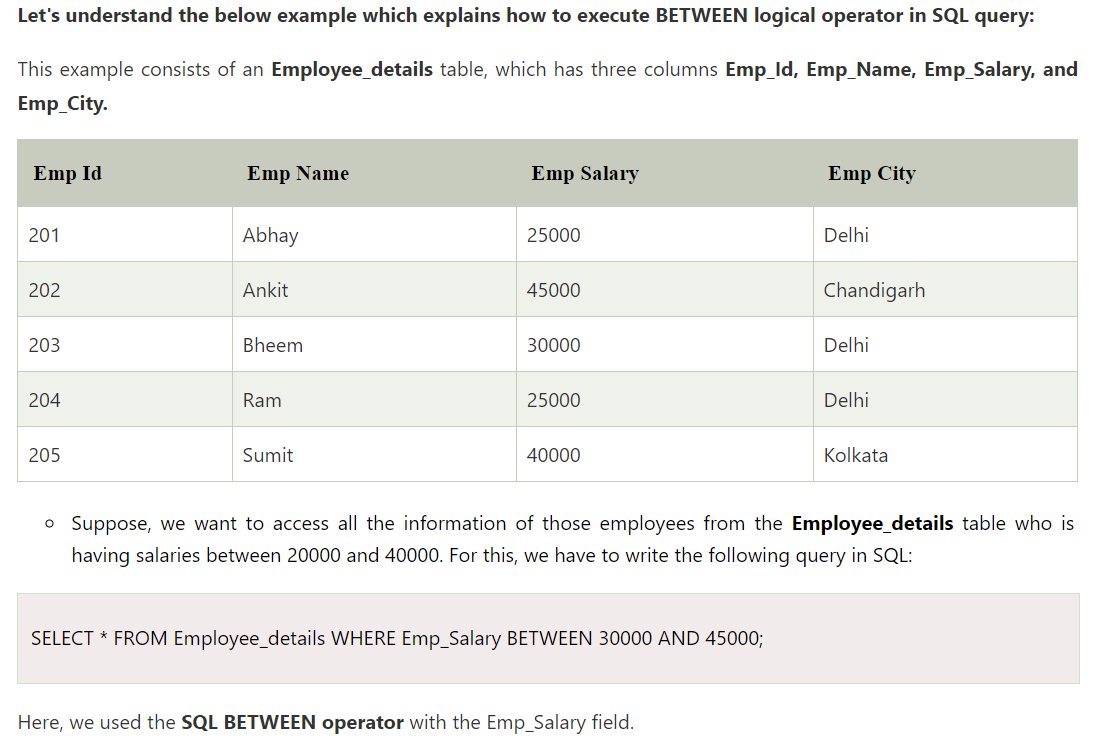 Let's understand the below example which explains how to execute BETWEEN logical operator in SQL query:
This example consists of an Employee_details table, which has three columns Emp_Id, Emp_Name, Emp_Salary, and
Emp_City.
Emp Id Emp Name Emp Salary Emp City
201 Abhay 25000 Delhi
202 Ankit 45000 Chandigarh
203 Bheem 30000 Delhi
204 Ram 25000 Delhi
205 Sumit 40000 Kolkata
Suppose, we want to access all the information of those employees from the Employee_details table who is
having salaries between 20000 and 40000. For this, we have to write the following query in SQL:
SELECT * FROM Employee_details WHERE Emp_Salary BETWEEN 30000 AND 45000;
Here, we used the SQL BETWEEN operator with the Emp_Salary field.